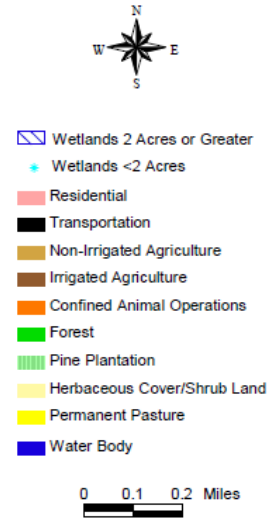 N
W E
S
Wetlands 2 Acres or Greater
Wetlands <2 Acres
Residential
Transportation
Non-Irrigated Agriculture
Irrigated Agriculture
Confined Animal Operations
Forest
Pine Plantation
Herbaceous Cover/Shrub Land
Permanent Pasture
Water Body
0 0.1 0.2 Miles